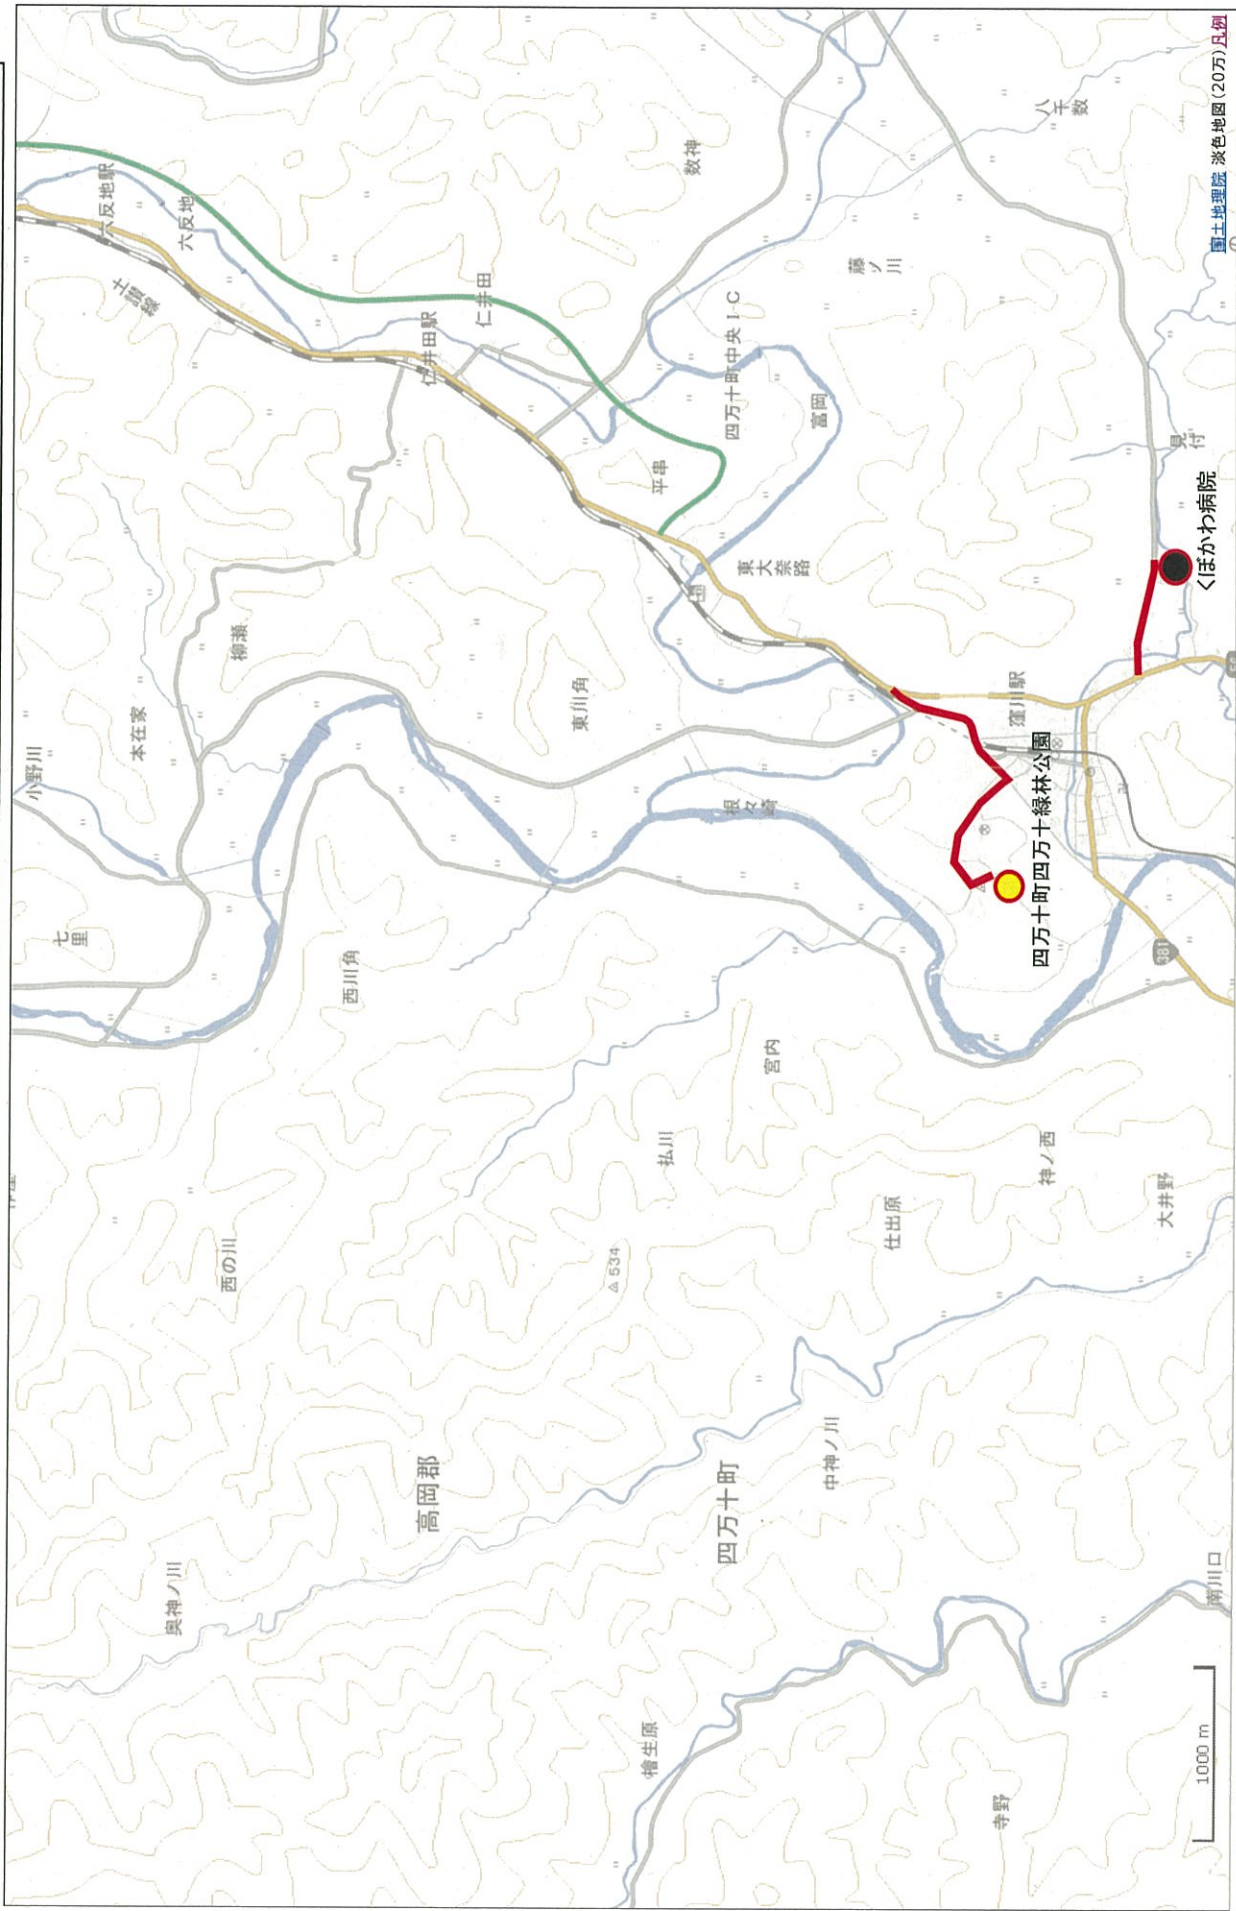 奥神ノ川
西の川
七里
小野川
本在家
柳瀬
六反地駅
六反地
土讃線
高岡郡
西川角
仁井田駅
仁井田
檜生原
△534
払川
東川角
平串
数神
四万十町
宮内
根々崎
東大奈路
四万十町中央IC
富岡
中神ノ川
仕出原
藤ノ川
寺野
神ノ西
四万十町四万十緑林公園
窪川駅
八千数
大井野
381
見付
くぼかわ病院
南川口
1000 m
国土地理院 淡色地図(20万) 凡例